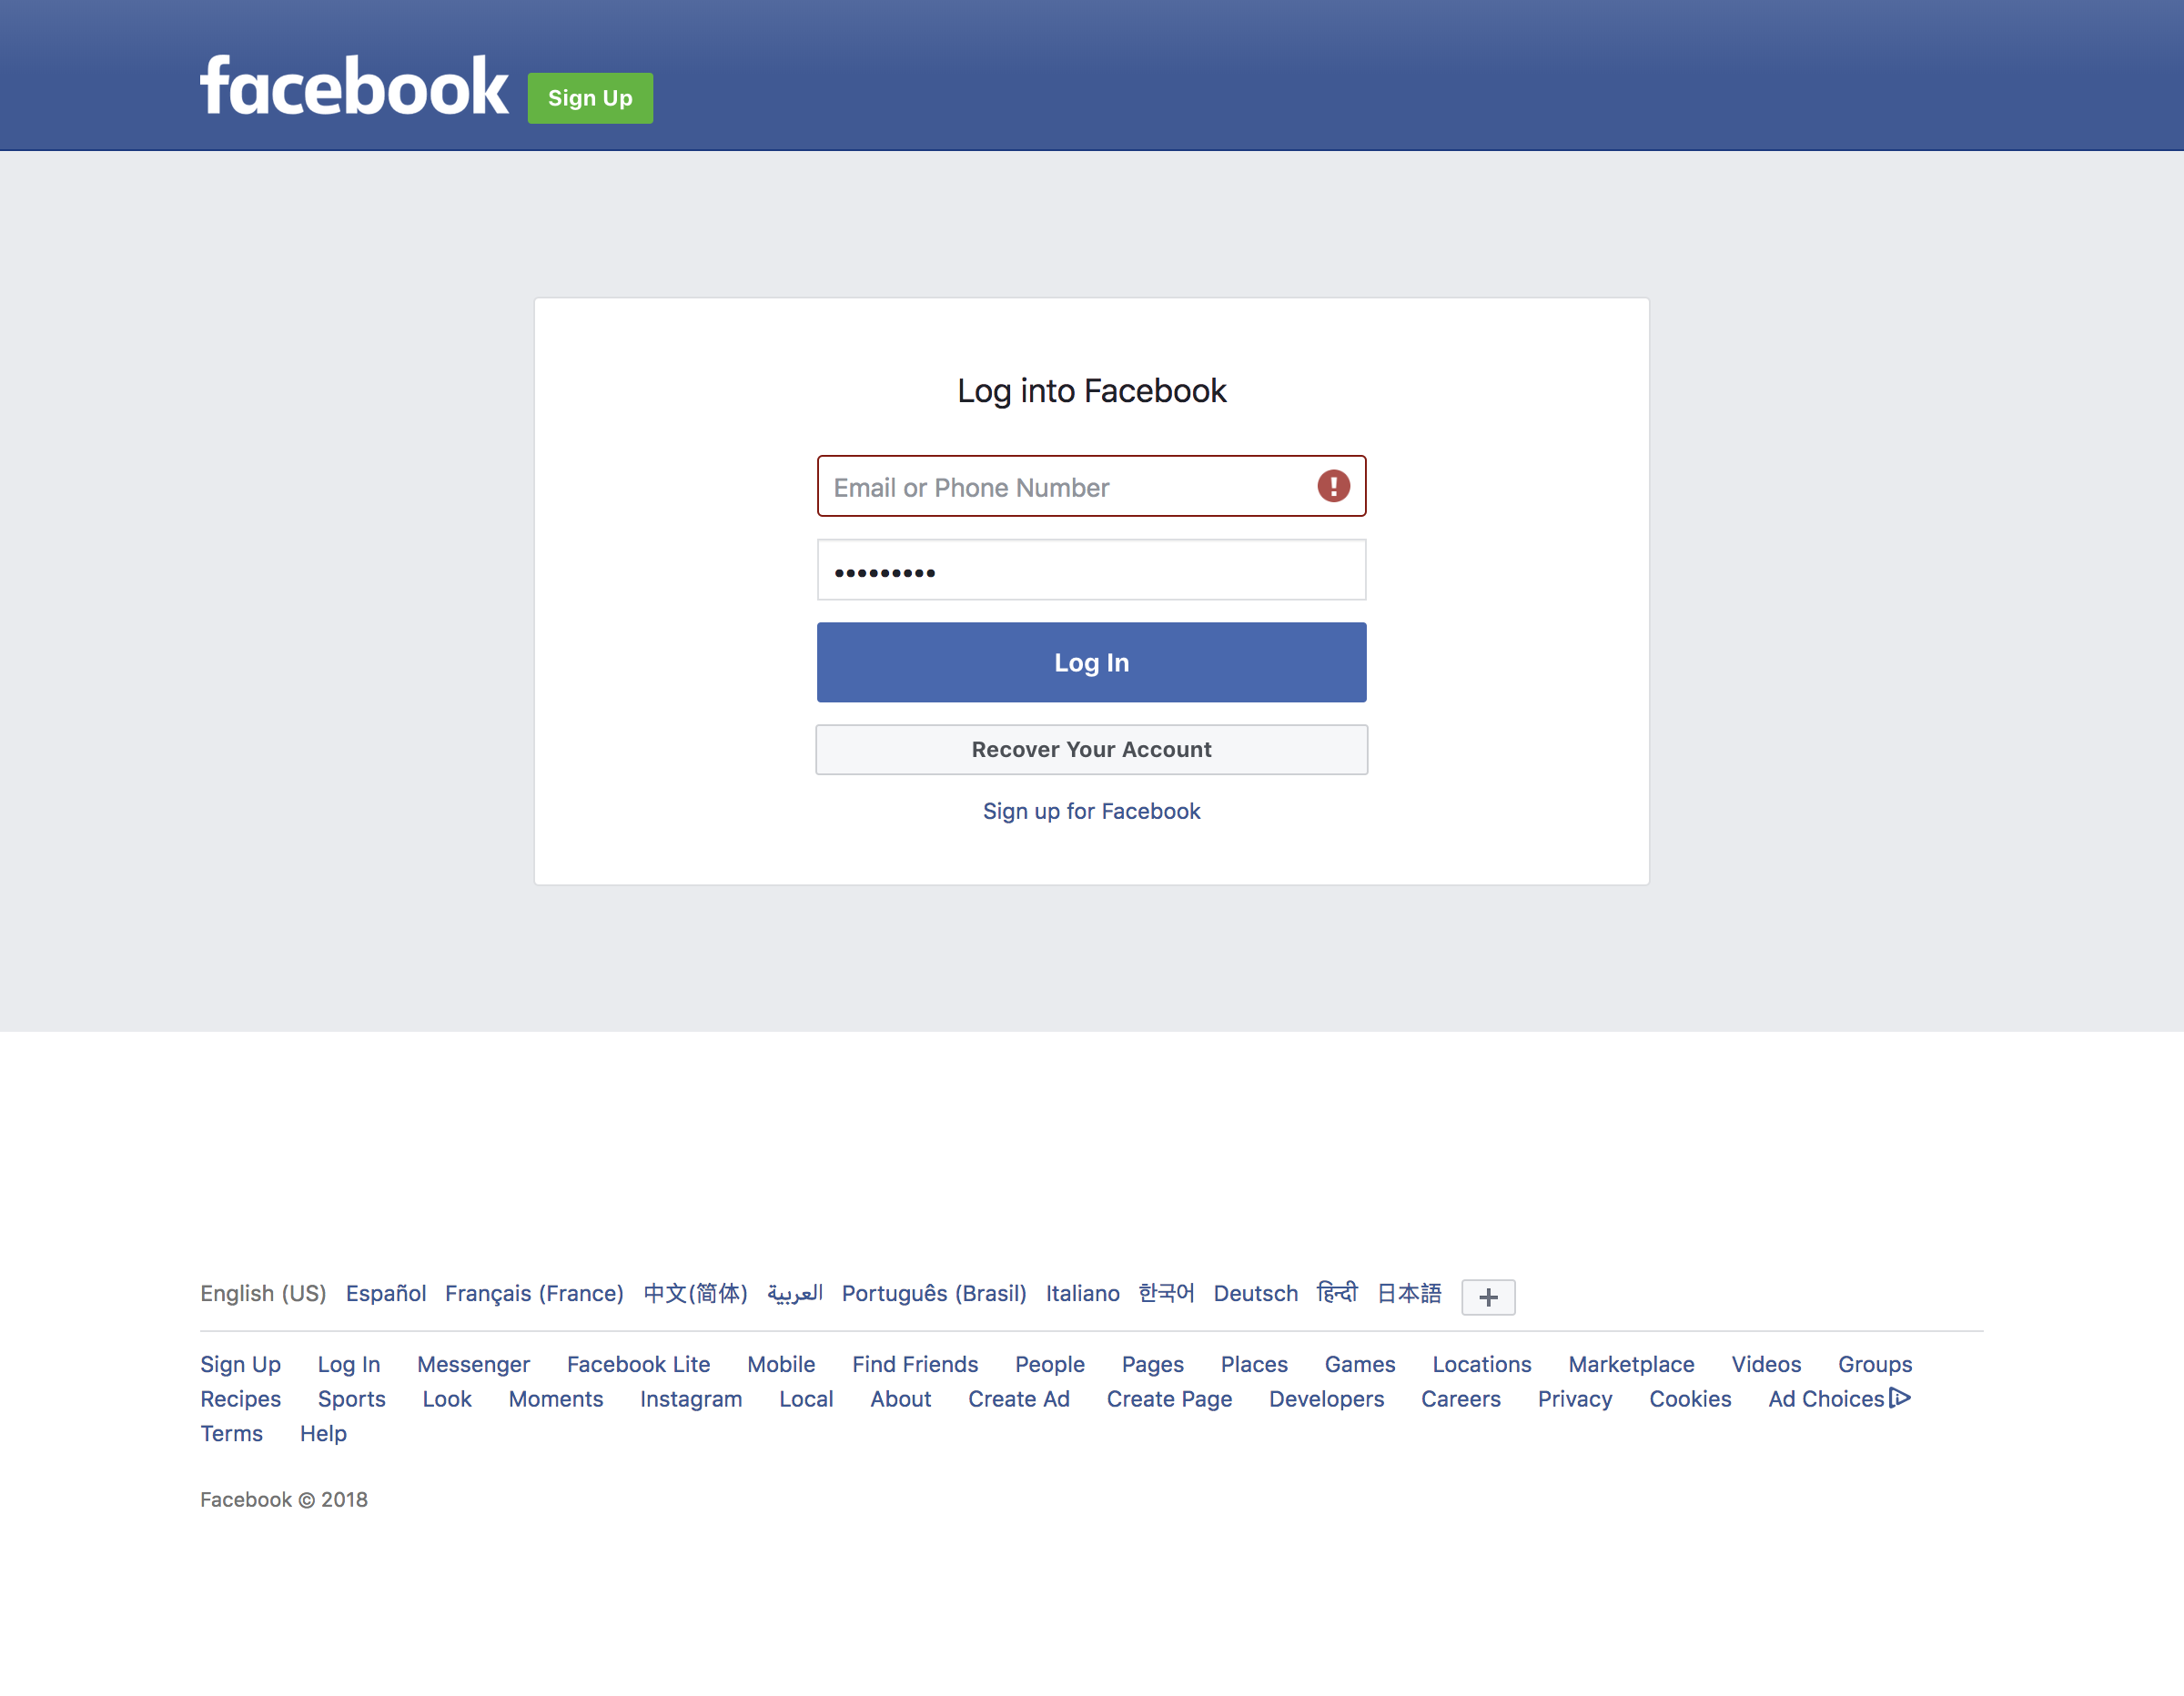 facebook Sign Up
Log into Facebook
Email or Phone Number
•••••••••
Log In
Recover Your Account
Sign up for Facebook
English (US) Español Français (France) 中文(简体) العربية Português (Brasil) Italiano 한국어 Deutsch हिन्दी 日本語
Sign Up Log In Messenger Facebook Lite Mobile Find Friends People Pages Places Games Locations Marketplace Videos Groups
Recipes Sports Look Moments Instagram Local About Create Ad Create Page Developers Careers Privacy Cookies Ad Choices
Terms Help
Facebook © 2018